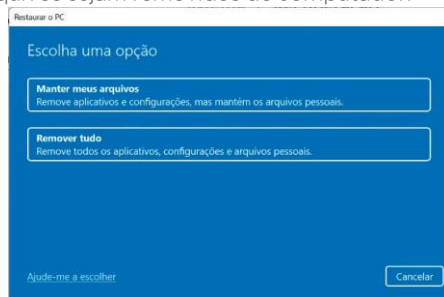 Restaurar o PC
Escolha uma opção
Manter meus arquivos
Remove aplicativos e configurações, mas mantém os arquivos pessoais.
Remover tudo
Remove todos os aplicativos, configurações e arquivos pessoais.
Ajude-me a escolher
Cancelar